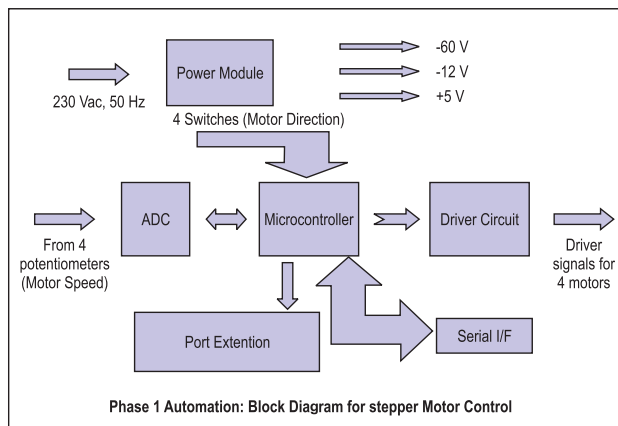 -60 V
Power Module
-12 V
230 Vac, 50 Hz
+5 V
4 Switches (Motor Direction)
ADC
Microcontroller
Driver Circuit
From 4
potentiometers
(Motor Speed)
Driver
signals for
4 motors
Port Extention
Serial I/F
Phase 1 Automation: Block Diagram for stepper Motor Control